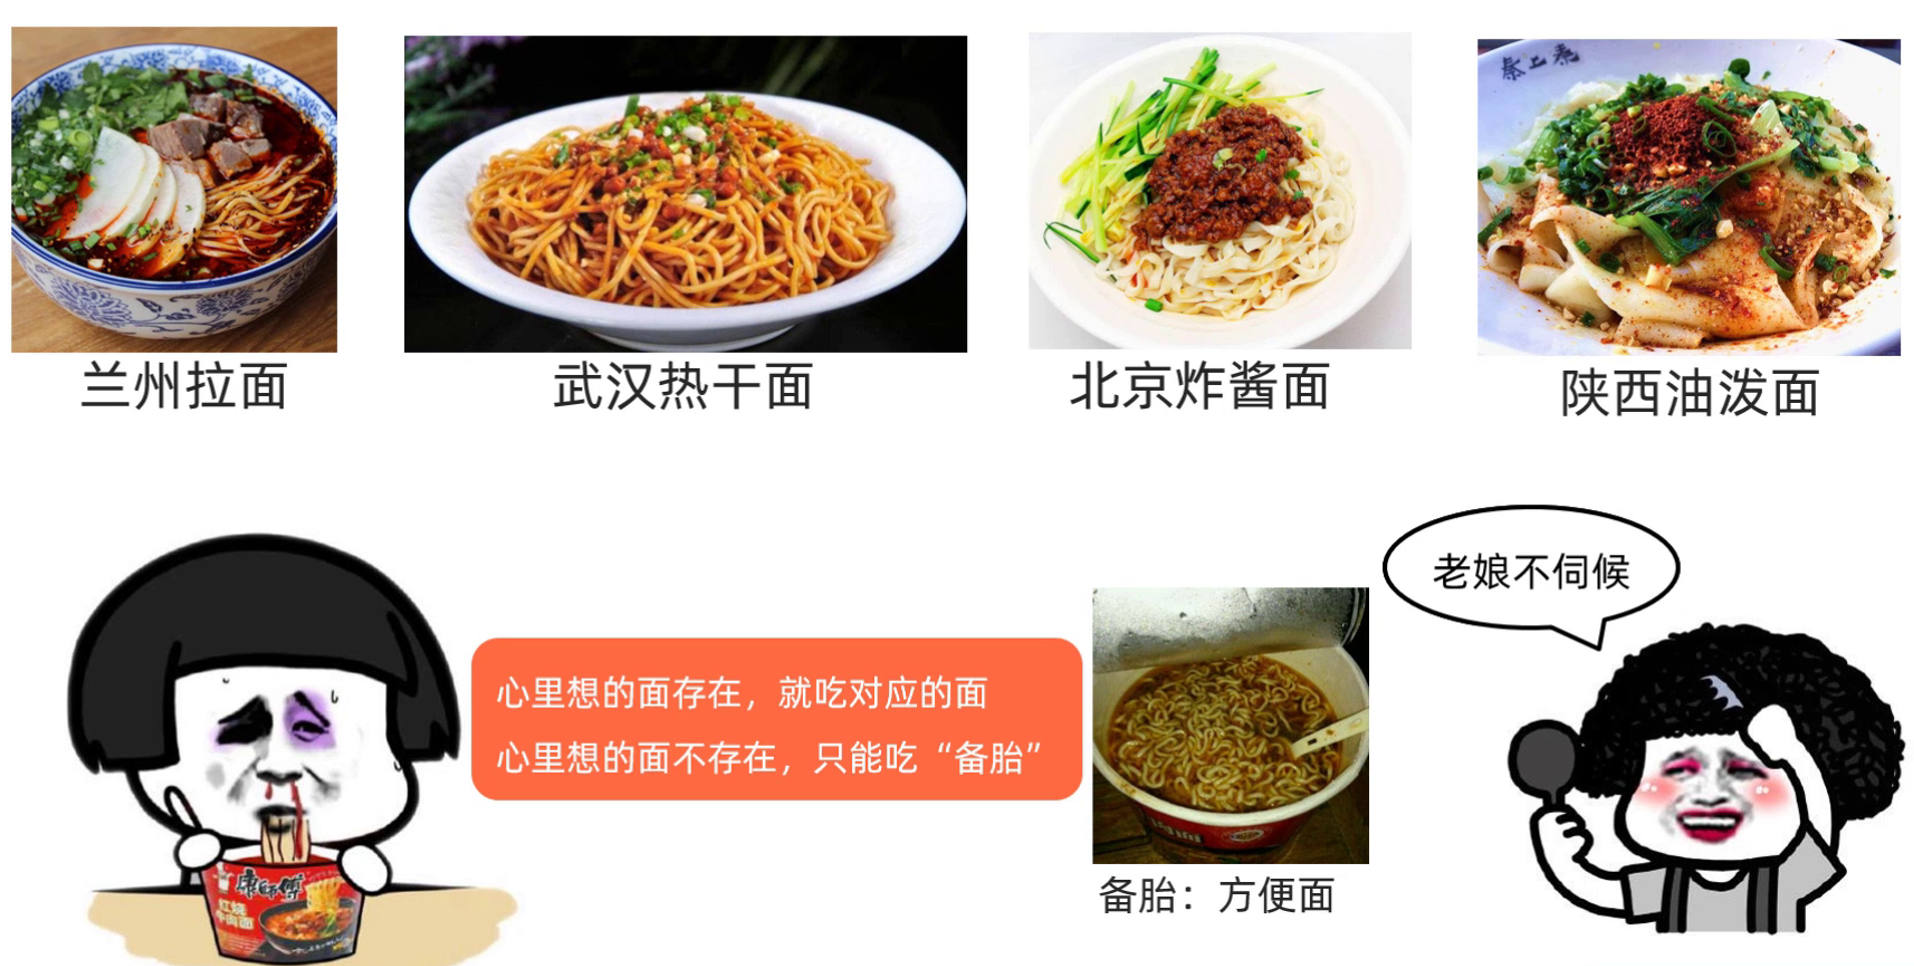 秦上秦
兰州拉面
武汉热干面
北京炸酱面
陕西油泼面
老娘不伺候
心里想的面存在，就吃对应的面
心里想的面不存在，只能吃“备胎”
康师傅
红烧
牛肉面
备胎：方便面